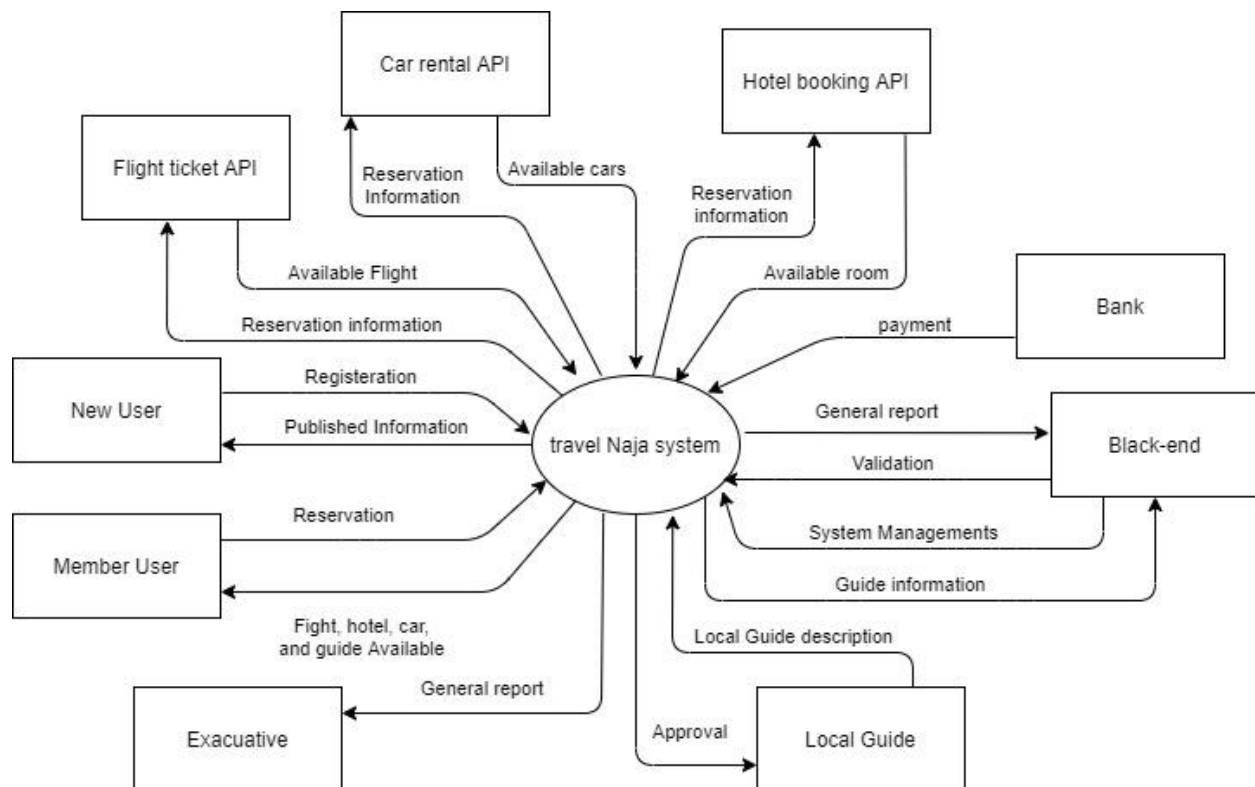 Car rental API
Hotel booking API
Flight ticket API
Reservation
Information
Available cars
Reservation
information
Available Flight
Available room
Bank
Reservation information
payment
Registeration
New User
Published Information
travel Naja system
General report
Black-end
Validation
Reservation
System Managements
Member User
Guide information
Fight, hotel, car,
and guide Available
Local Guide description
General report
Exacuative
Approval
Local Guide